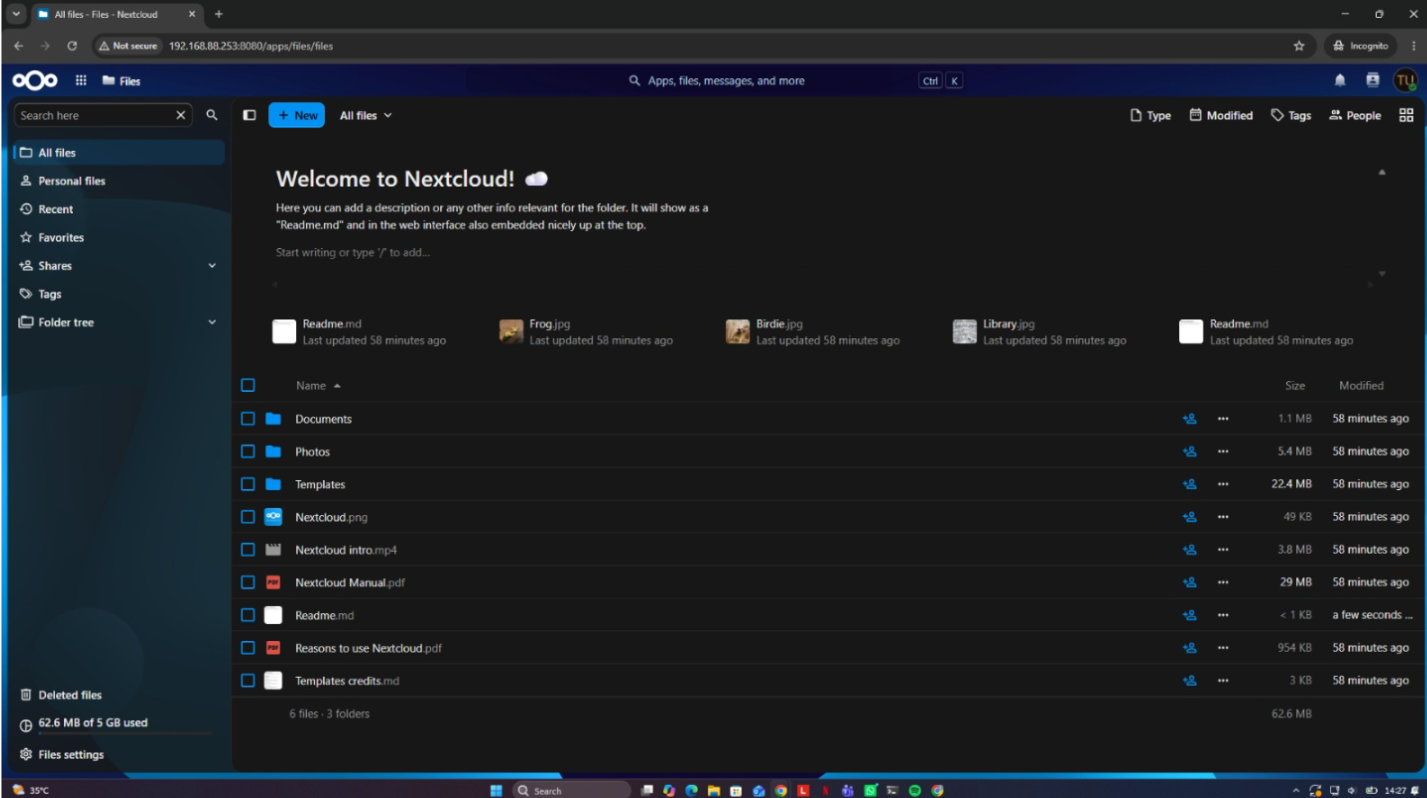 All files - Files - Nextcloud
Not secure 192.168.88.253:8080/apps/files/files
Incognito
Files
Apps, files, messages, and more
Ctrl K
TU
Search here
New
All files
Type
Modified
Tags
People
All files
Personal files
Recent
Favorites
Shares
Tags
Folder tree
Welcome to Nextcloud!
Here you can add a description or any other info relevant for the folder. It will show as a
"Readme.md" and in the web interface also embedded nicely up at the top.
Start writing or type '/' to add...
Readme.md
Last updated 58 minutes ago
Frog.jpg
Last updated 58 minutes ago
Birdie.jpg
Last updated 58 minutes ago
Library.jpg
Last updated 58 minutes ago
Readme.md
Last updated 58 minutes ago
Name Size Modified
Documents 1.1 MB 58 minutes ago
Photos 5.4 MB 58 minutes ago
Templates 22.4 MB 58 minutes ago
Nextcloud.png 49 KB 58 minutes ago
Nextcloud intro.mp4 3.8 MB 58 minutes ago
PDF Nextcloud Manual.pdf 29 MB 58 minutes ago
Readme.md < 1 KB a few seconds ...
PDF Reasons to use Nextcloud.pdf 954 KB 58 minutes ago
Templates credits.md 3 KB 58 minutes ago
6 files · 3 folders 62.6 MB
Deleted files
62.6 MB of 5 GB used
Files settings
35°C
Search
L
N
14:27